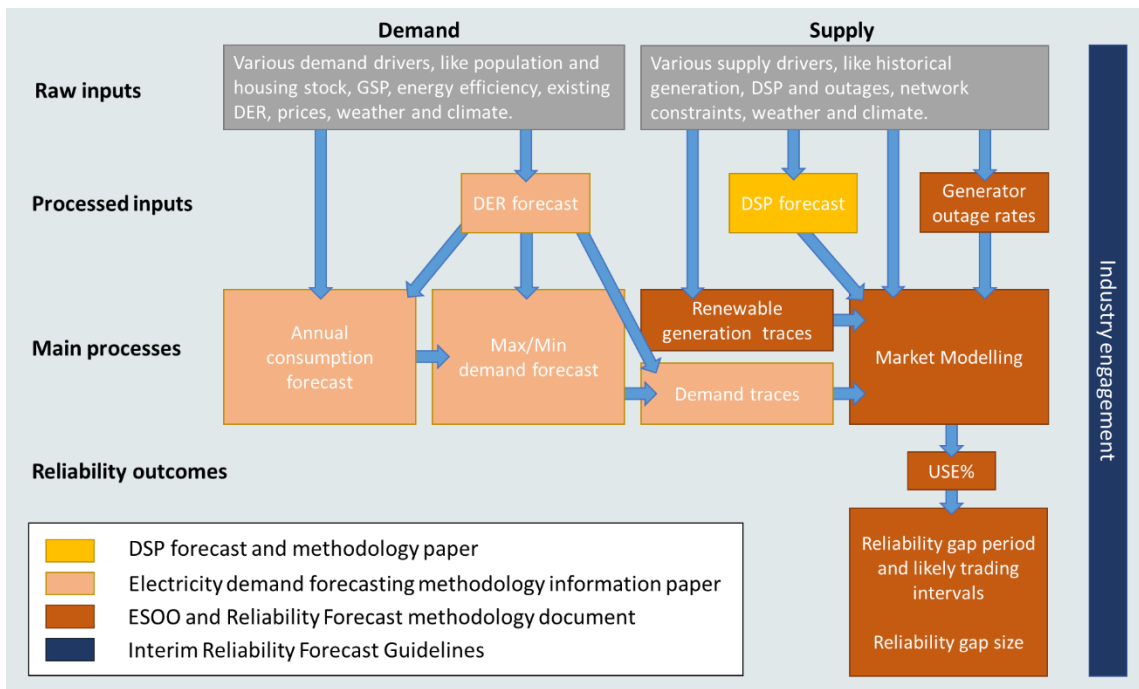 Demand
Supply
Raw inputs
Various demand drivers, like population and
housing stock, GSP, energy efficiency, existing
DER, prices, weather and climate.
Various supply drivers, like historical
generation, DSP and outages, network
constraints, weather and climate.
Processed inputs
DER forecast
DSP forecast
Generator
outage rates
Main processes
Annual
consumption
forecast
Max/Min
demand forecast
Renewable
generation traces
Demand traces
Market Modelling
Industry engagement
Reliability outcomes
USE%
Reliability gap period
and likely trading
intervals
Reliability gap size
DSP forecast and methodology paper
Electricity demand forecasting methodology information paper
ESOO and Reliability Forecast methodology document
Interim Reliability Forecast Guidelines